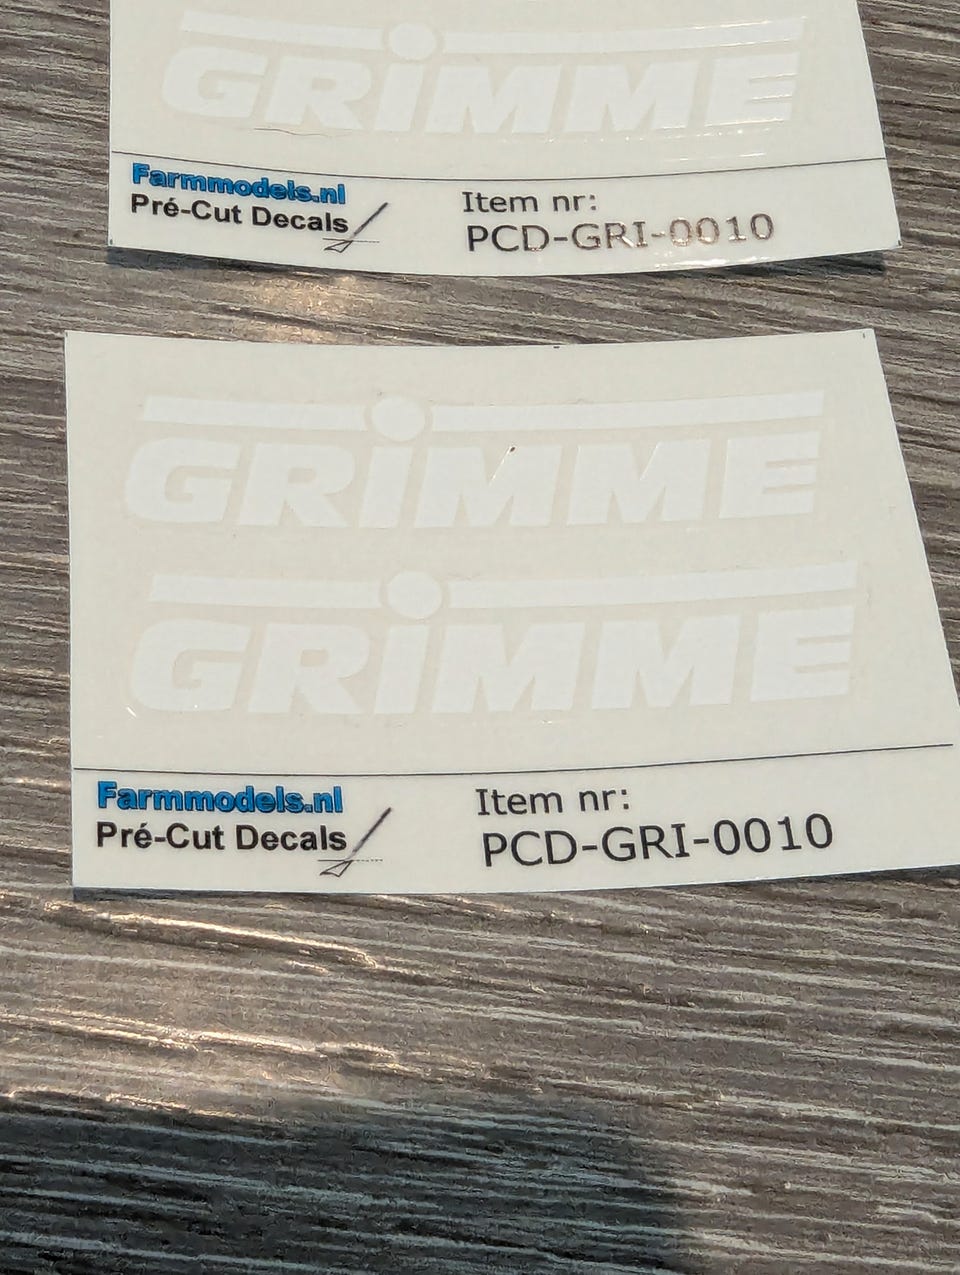 GRiMME
Farmmodels.nl
Pré-Cut Decals
Item nr:
PCD-GRI-0010
GRiMME
GRiMME
Farmmodels.nl
Pré-Cut Decals
Item nr:
PCD-GRI-0010